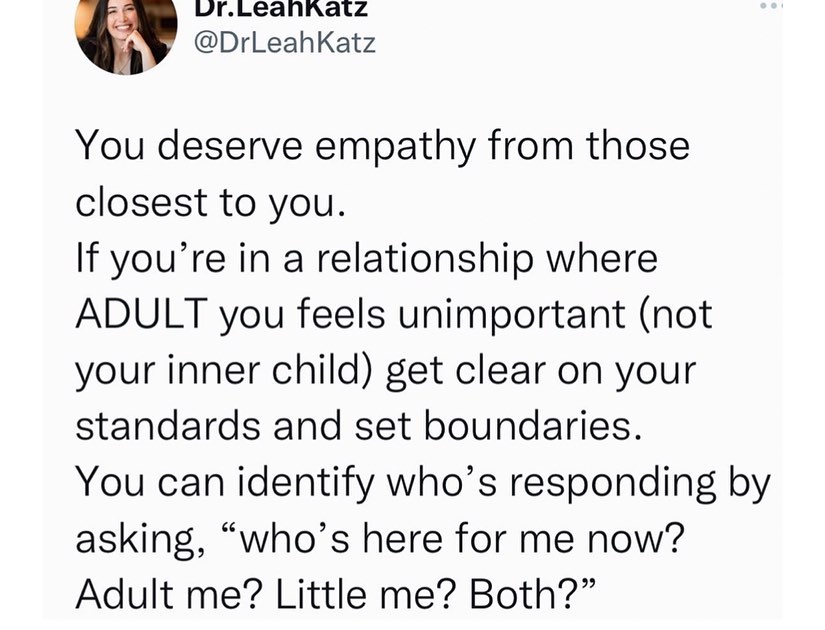 Dr.LeahKatz
@DrLeahKatz
You deserve empathy from those
closest to you.
If you’re in a relationship where
ADULT you feels unimportant (not
your inner child) get clear on your
standards and set boundaries.
You can identify who’s responding by
asking, “who’s here for me now?
Adult me? Little me? Both?”